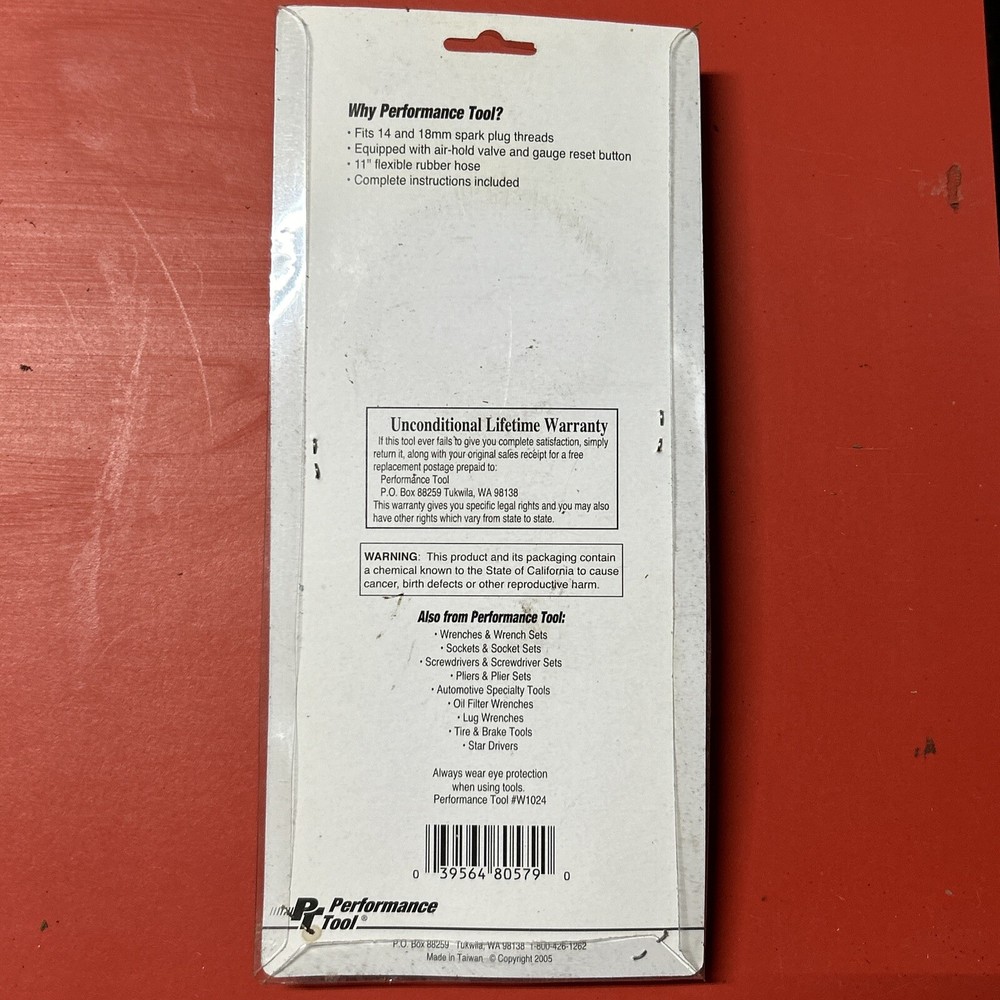 Why Performance Tool?
· Fits 14 and 18mm spark plug threads
· Equipped with air-hold valve and gauge reset button
· 11" flexible rubber hose
· Complete instructions included
Unconditional Lifetime Warranty
If this tool ever fails to give you complete satisfaction, simply
return it, along with your original sales receipt for a free
replacement postage prepaid to:
Performance Tool
P.O. Box 88259 Tukwila, WA 98138
This warranty gives you specific legal rights and you may also
have other rights which vary from state to state.
WARNING: This product and its packaging contain
a chemical known to the State of California to cause
cancer, birth defects or other reproductive harm.
Also from Performance Tool:
· Wrenches & Wrench Sets
· Sockets & Socket Sets
· Screwdrivers & Screwdriver Sets
· Pliers & Plier Sets
· Automotive Specialty Tools
· Oil Filter Wrenches
· Lug Wrenches
· Tire & Brake Tools
· Star Drivers
Always wear eye protection
when using tools.
Performance Tool #W1024
0 39564 80579 0
PT Performance
Tool ®
P.O. Box 88259 Tukwila, WA 98138 1-800-426-1262
Made in Taiwan © Copyright 2005